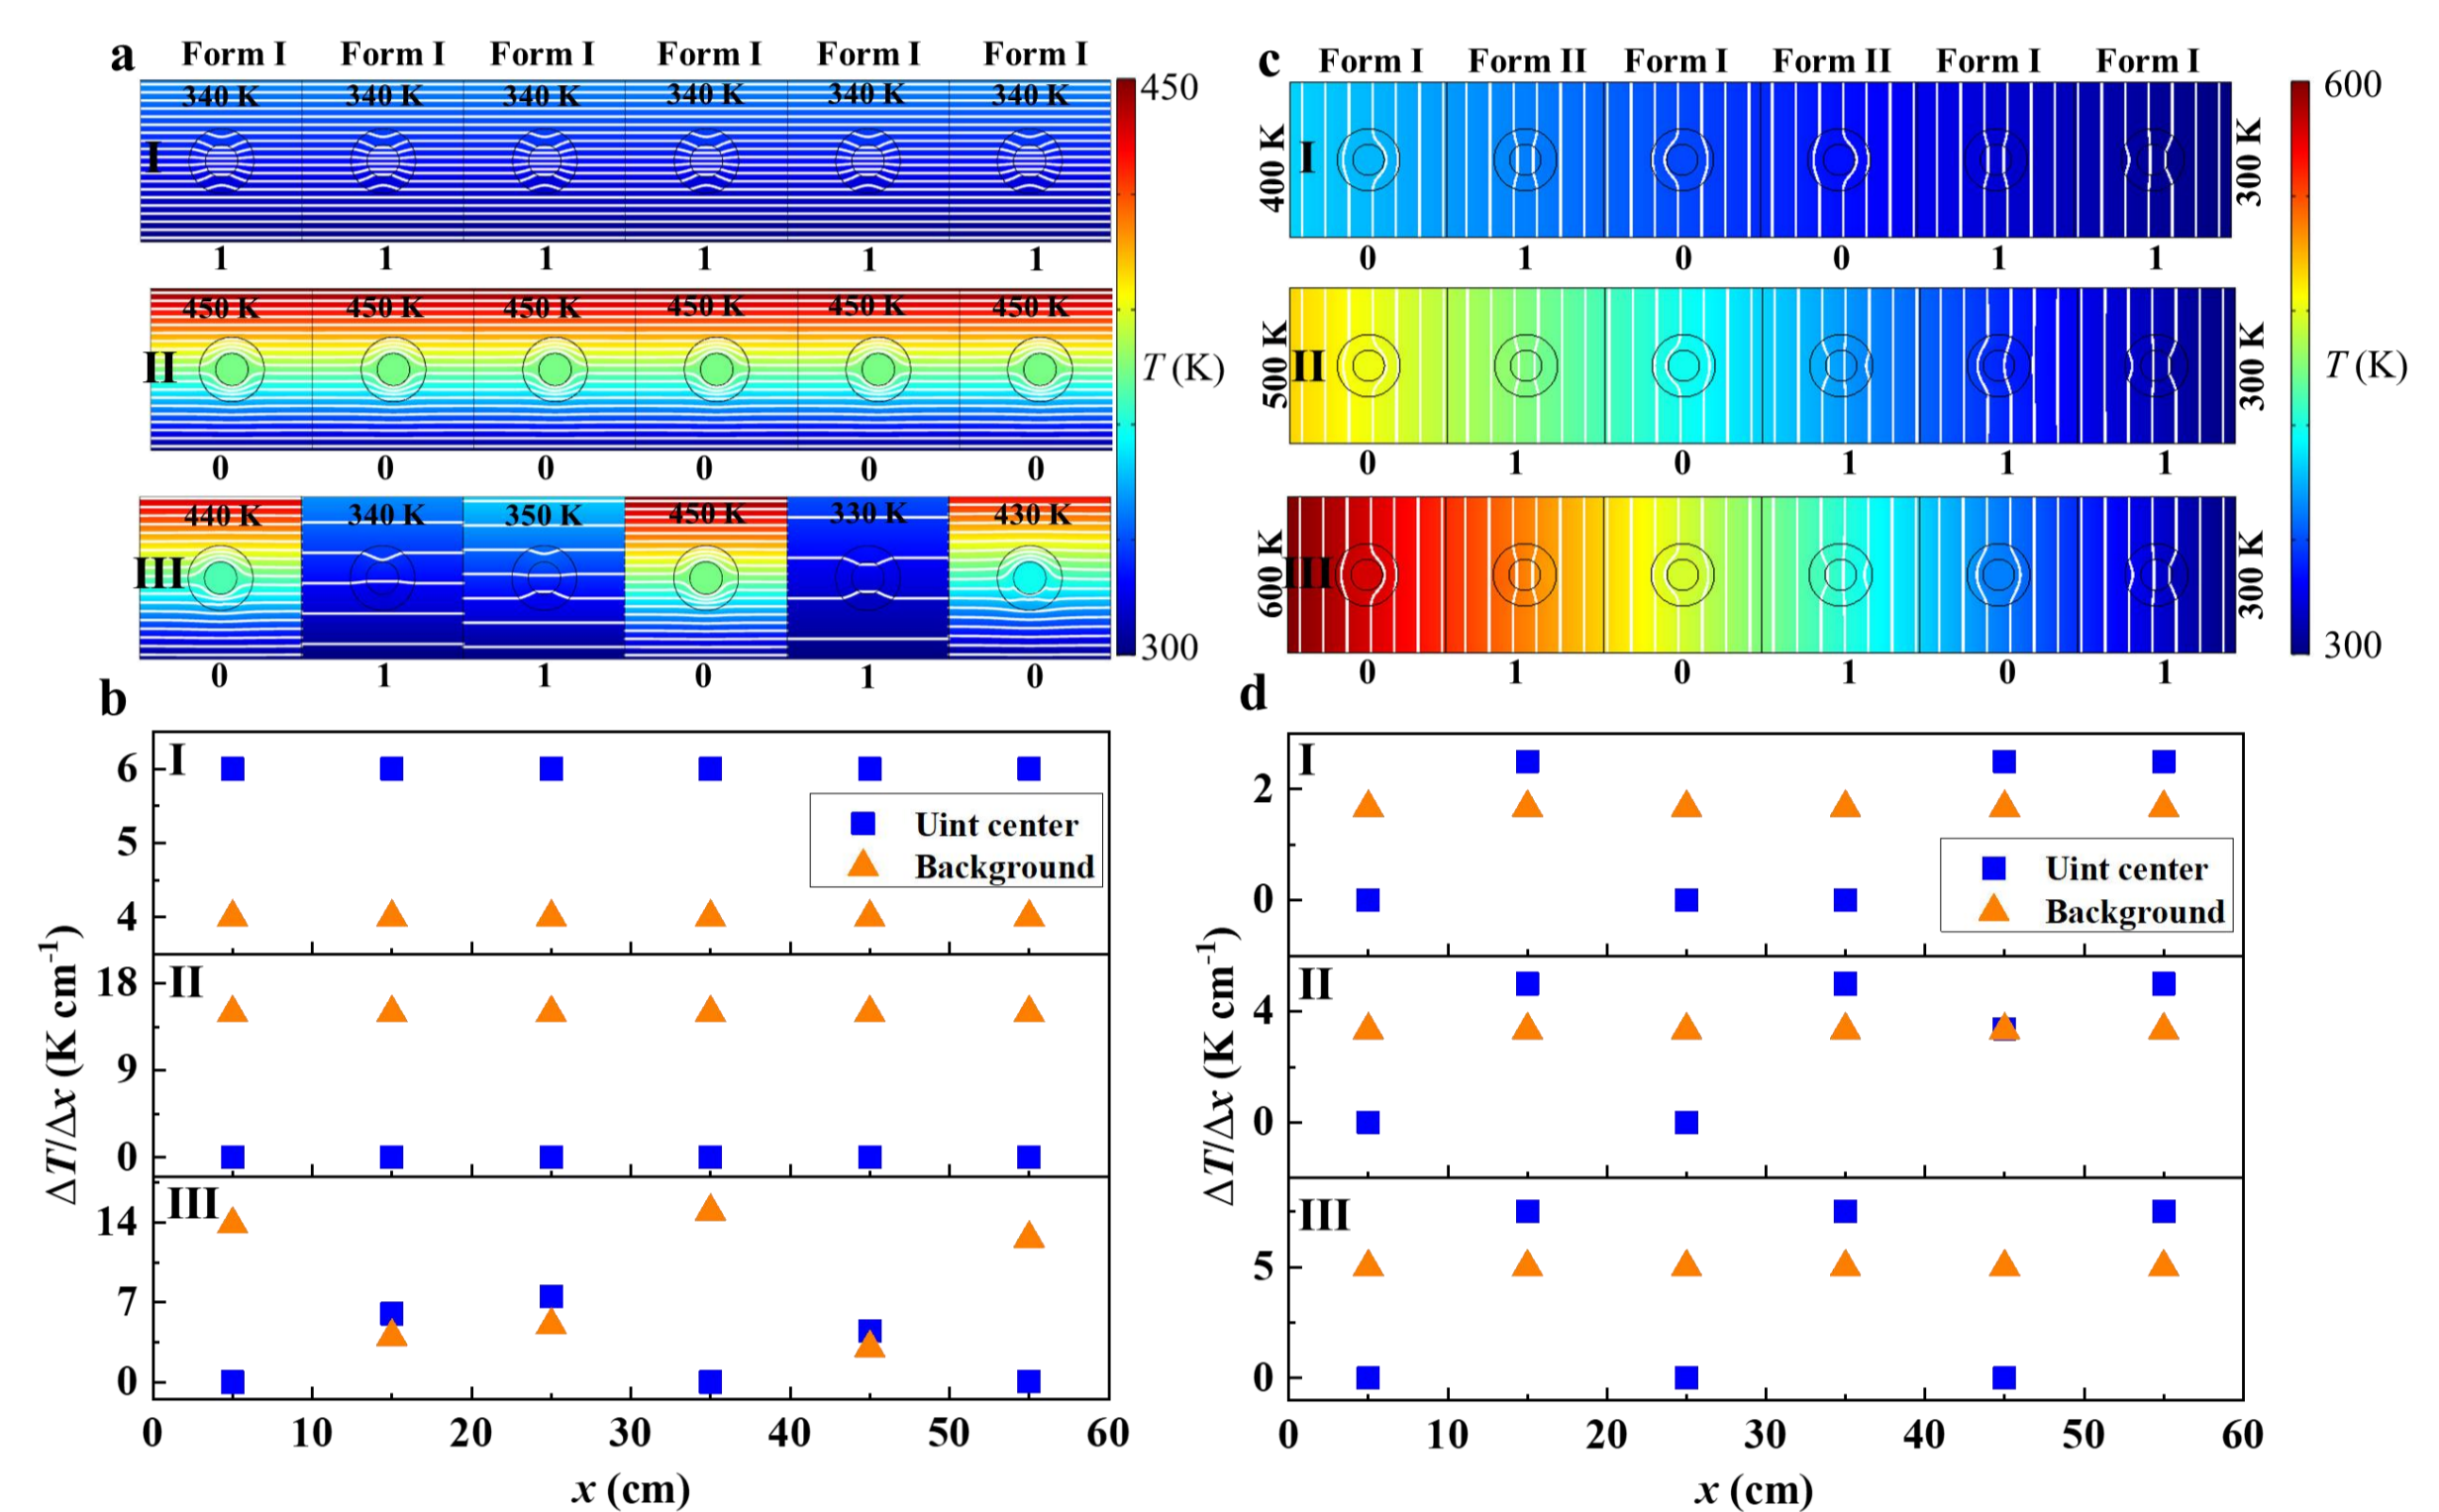 a
Form I Form I Form I Form I Form I Form I
340 K 340 K 340 K 340 K 340 K 340 K
I
1 1 1 1 1 1
450 K 450 K 450 K 450 K 450 K 450 K
II
0 0 0 0 0 0
440 K 340 K 350 K 450 K 330 K 430 K
III
0 1 1 0 1 0
450
T (K)
300
b
I
6
5
4
Uint center
Background
II
18
9
0
III
14
7
0
ΔT/Δx (K cm⁻¹)
0 10 20 30 40 50 60
x (cm)
c
Form I Form II Form I Form II Form I Form I
400 K
I
300 K
0 1 0 0 1 1
500 K
II
300 K
0 1 0 1 1 1
600 K
III
300 K
0 1 0 1 0 1
600
T (K)
300
d
I
2
0
Uint center
Background
II
4
0
III
5
0
ΔT/Δx (K cm⁻¹)
0 10 20 30 40 50 60
x (cm)